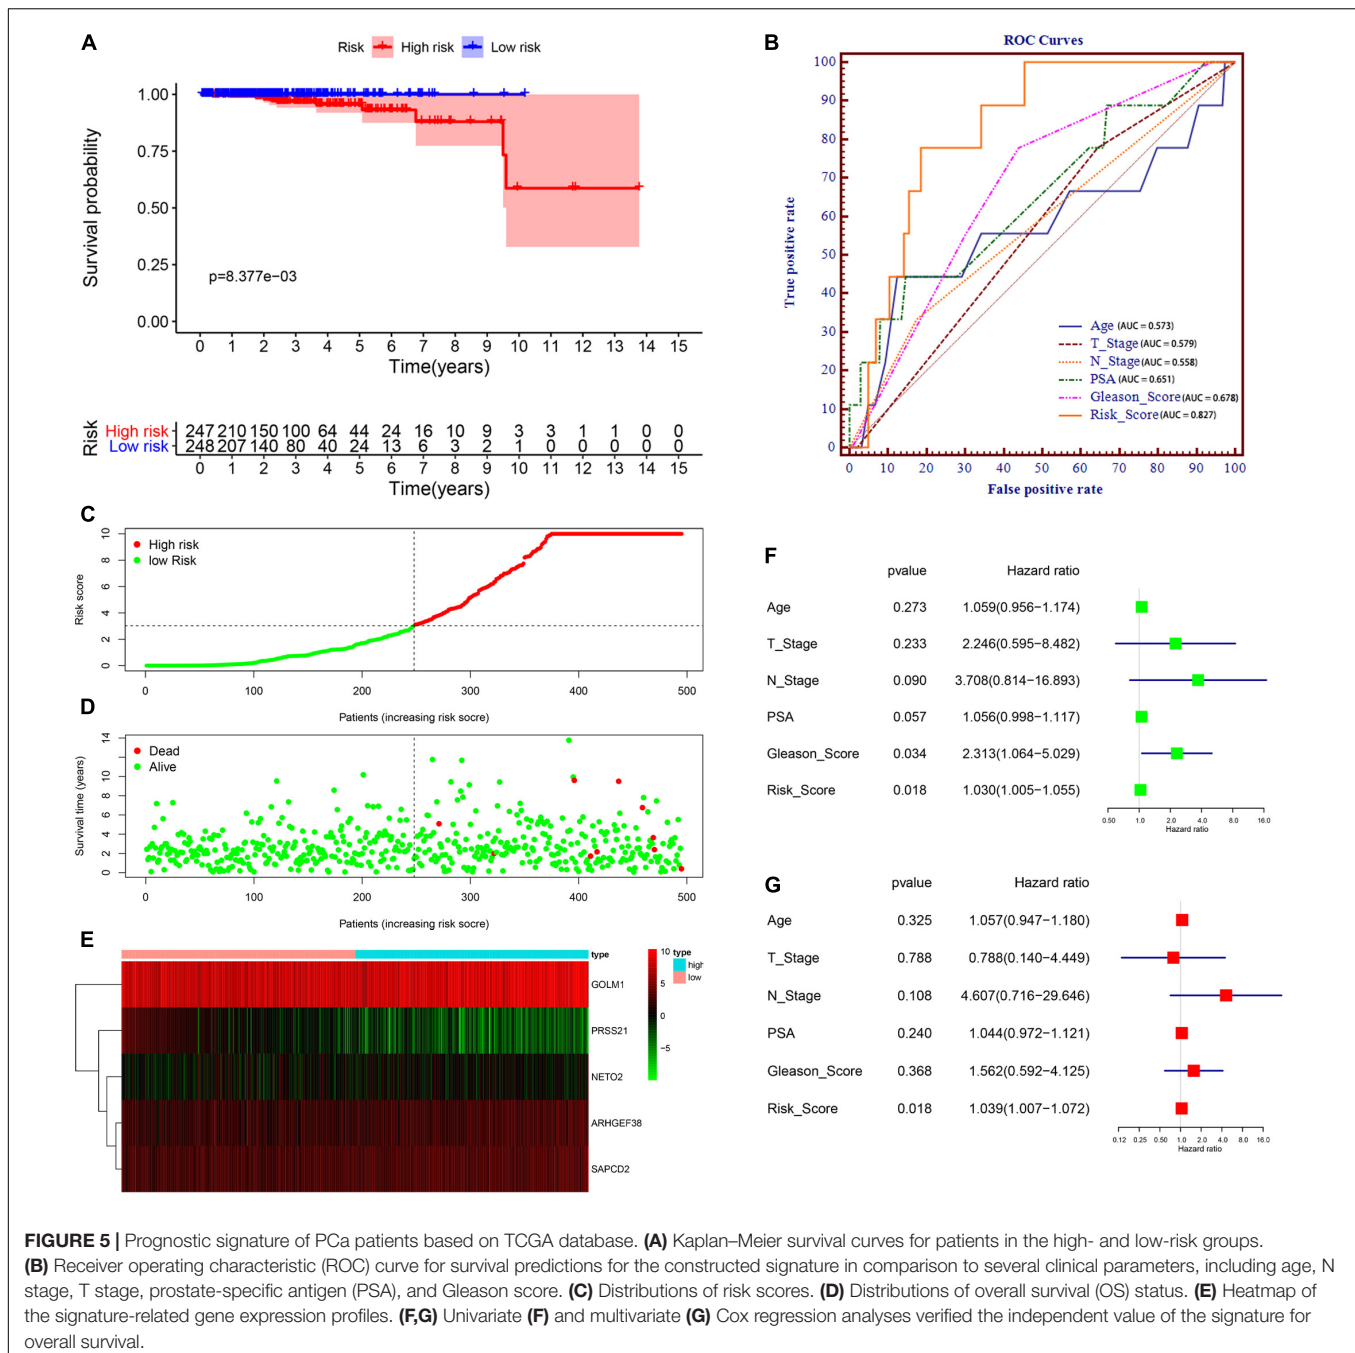 A
Risk High risk Low risk
Survival probability
1.00
0.75
0.50
0.25
0.00
p=8.377e−03
0 1 2 3 4 5 6 7 8 9 10 11 12 13 14 15
Time(years)
Risk
High risk 247 210 150 100 64 44 24 16 10 9 3 3 1 1 0 0
Low risk 248 207 140 80 40 24 13 6 3 2 1 0 0 0 0 0
0 1 2 3 4 5 6 7 8 9 10 11 12 13 14 15
Time(years)
B
ROC Curves
True positive rate
100
90
80
70
60
50
40
30
20
10
0
Age (AUC = 0.573)
T_Stage (AUC = 0.579)
N_Stage (AUC = 0.558)
PSA (AUC = 0.651)
Gleason_Score (AUC = 0.678)
Risk_Score (AUC = 0.827)
0 10 20 30 40 50 60 70 80 90 100
False positive rate
C
Risk score
10
8
6
4
2
0
High risk
low Risk
0 100 200 300 400 500
Patients (increasing risk socre)
D
Survival time (years)
14
12
10
8
6
4
2
0
Dead
Alive
0 100 200 300 400 500
Patients (increasing risk socre)
E
type
GOLM1
PRSS21
NETO2
ARHGEF38
SAPCD2
10
5
0
−5
type
high
low
F
pvalue Hazard ratio
Age 0.273 1.059(0.956−1.174)
T_Stage 0.233 2.246(0.595−8.482)
N_Stage 0.090 3.708(0.814−16.893)
PSA 0.057 1.056(0.998−1.117)
Gleason_Score 0.034 2.313(1.064−5.029)
Risk_Score 0.018 1.030(1.005−1.055)
0.50 1.0 2.0 4.0 8.0 16.0
Hazard ratio
G
pvalue Hazard ratio
Age 0.325 1.057(0.947−1.180)
T_Stage 0.788 0.788(0.140−4.449)
N_Stage 0.108 4.607(0.716−29.646)
PSA 0.240 1.044(0.972−1.121)
Gleason_Score 0.368 1.562(0.592−4.125)
Risk_Score 0.018 1.039(1.007−1.072)
0.12 0.25 0.50 1.0 2.0 4.0 8.0 16.0
Hazard ratio
FIGURE 5 | Prognostic signature of PCa patients based on TCGA database. (A) Kaplan–Meier survival curves for patients in the high- and low-risk groups.
(B) Receiver operating characteristic (ROC) curve for survival predictions for the constructed signature in comparison to several clinical parameters, including age, N
stage, T stage, prostate-specific antigen (PSA), and Gleason score. (C) Distributions of risk scores. (D) Distributions of overall survival (OS) status. (E) Heatmap of
the signature-related gene expression profiles. (F,G) Univariate (F) and multivariate (G) Cox regression analyses verified the independent value of the signature for
overall survival.